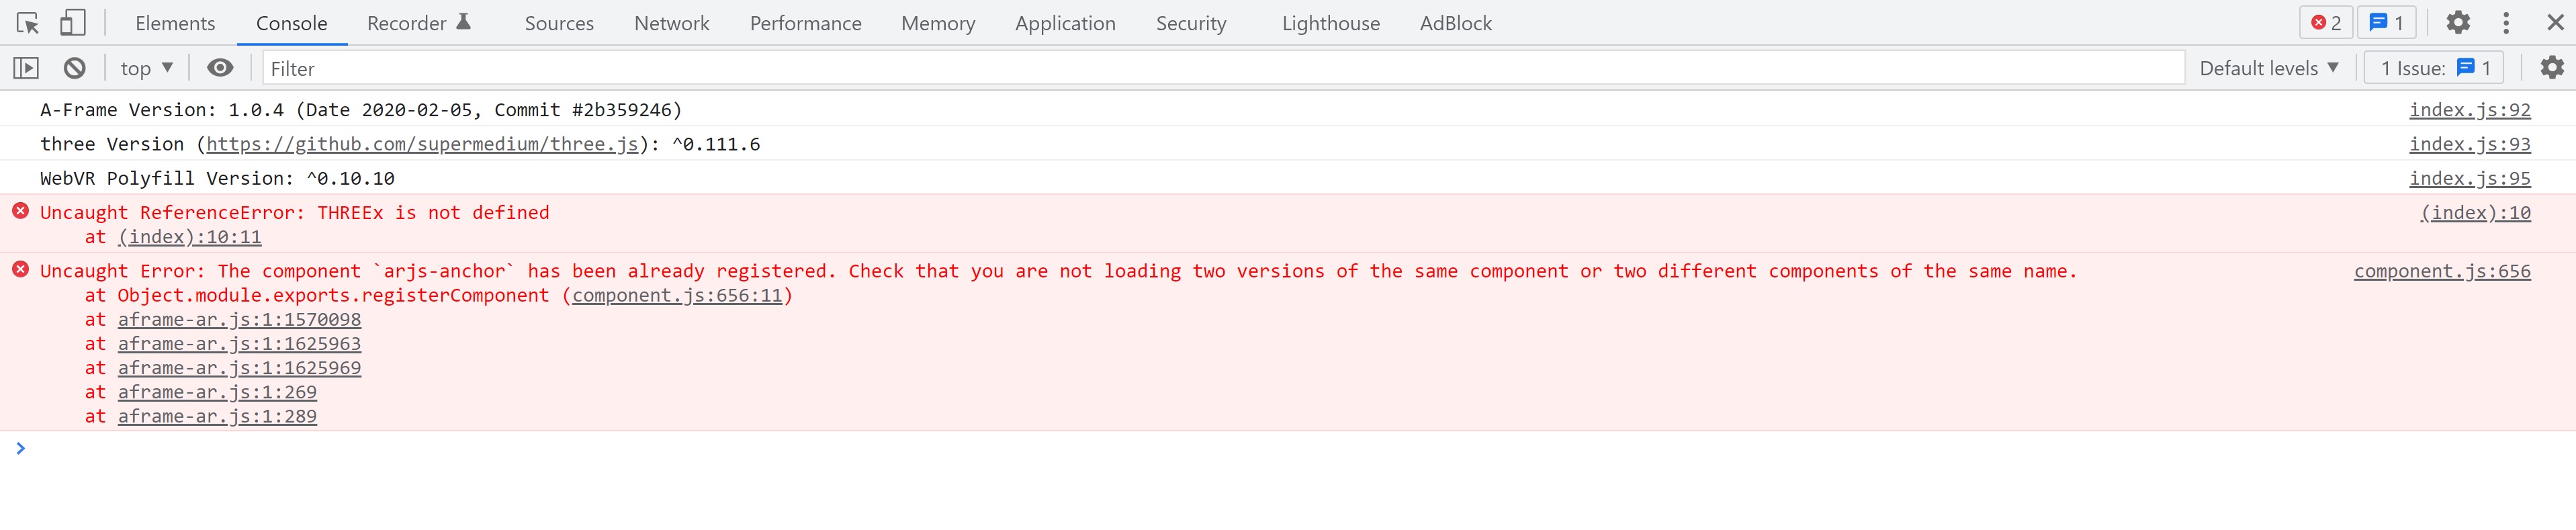 Elements Console Recorder Sources Network Performance Memory Application Security Lighthouse AdBlock 2 1
top Filter Default levels 1 Issue: 1
A-Frame Version: 1.0.4 (Date 2020-02-05, Commit #2b359246) index.js:92
three Version (https://github.com/supermedium/three.js): ^0.111.6 index.js:93
WebVR Polyfill Version: ^0.10.10 index.js:95
Uncaught ReferenceError: THREEx is not defined (index):10
at (index):10:11
Uncaught Error: The component `arjs-anchor` has been already registered. Check that you are not loading two versions of the same component or two different components of the same name. component.js:656
at Object.module.exports.registerComponent (component.js:656:11)
at aframe-ar.js:1:1570098
at aframe-ar.js:1:1625963
at aframe-ar.js:1:1625969
at aframe-ar.js:1:269
at aframe-ar.js:1:289